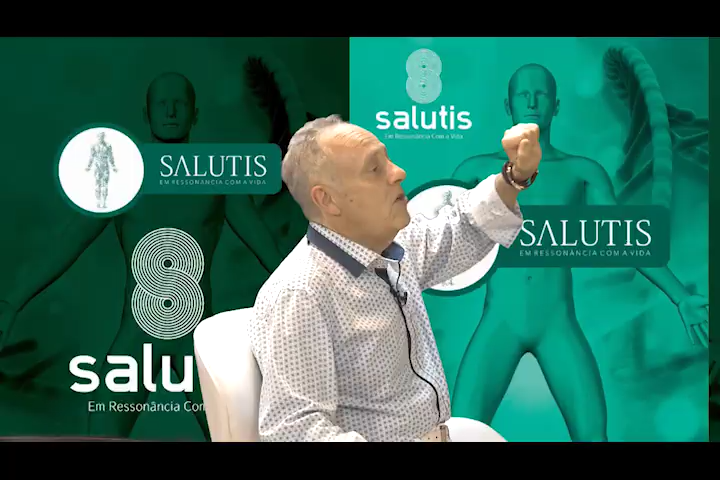 SALUTIS
EM RESSONÂNCIA COM A VIDA
salu
Em Ressonância Com
salutis
Em Ressonância Com a Vida
SALUTIS
EM RESSONÂNCIA COM A VIDA